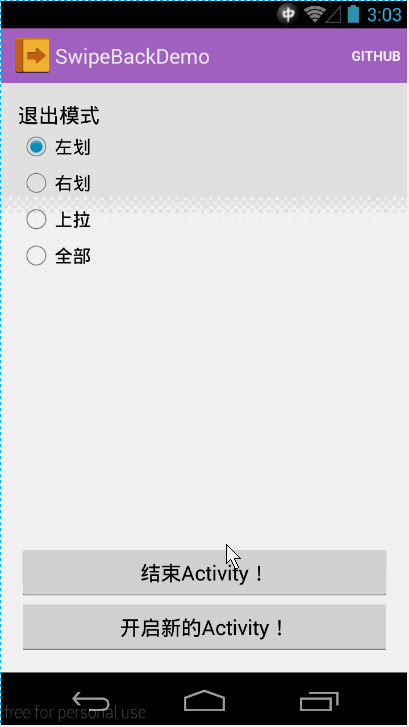 中 3:03
SwipeBackDemo GITHUB
退出模式
左划
右划
上拉
全部
结束Activity！
开启新的Activity！
free for personal use